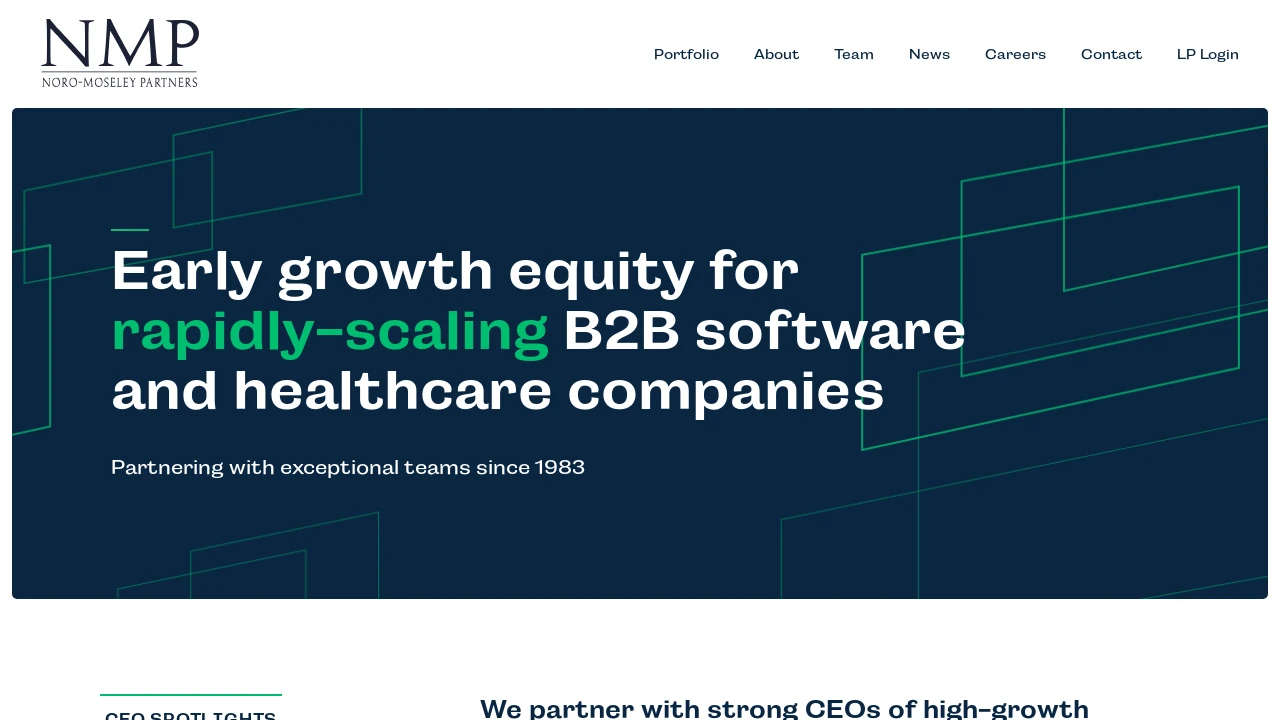 NMP
NORO-MOSELEY PARTNERS
Portfolio
About
Team
News
Careers
Contact
LP Login
Early growth equity for
rapidly-scaling B2B software
and healthcare companies
Partnering with exceptional teams since 1983
CEO SPOTLIGHTS
We partner with strong CEOs of high-growth